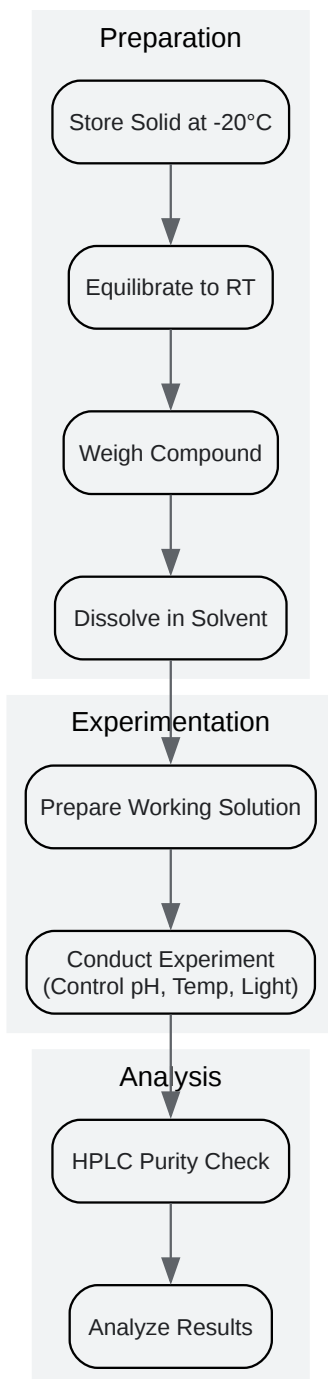 Preparation
Store Solid at -20°C
Equilibrate to RT
Weigh Compound
Dissolve in Solvent
Experimentation
Prepare Working Solution
Conduct Experiment
(Control pH, Temp, Light)
Analysis
HPLC Purity Check
Analyze Results